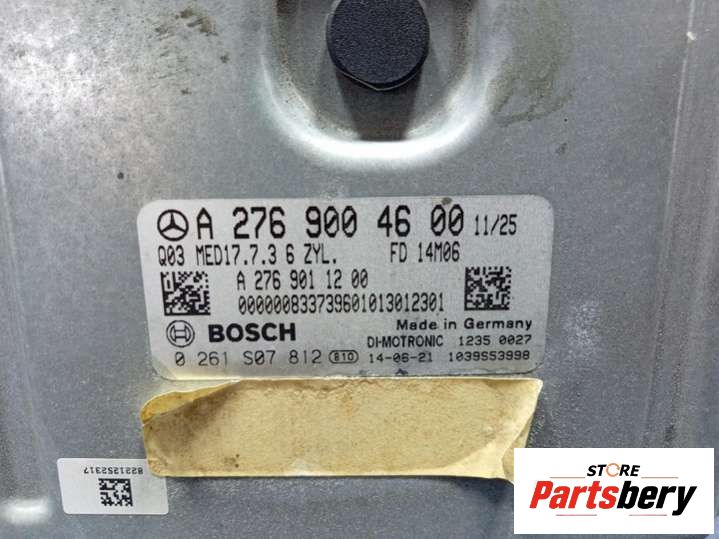 A 276 900 46 00 11/25
Q03 MED17.7.3 6 ZYL. FD 14M06
A 276 901 12 00
00000083373960101301 2301
BOSCH
Made in Germany
DI-MOTRONIC 1235 0027
0 261 S07 812 B10 14-06-21 1039S53998
8221252317
STORE
Partsbery